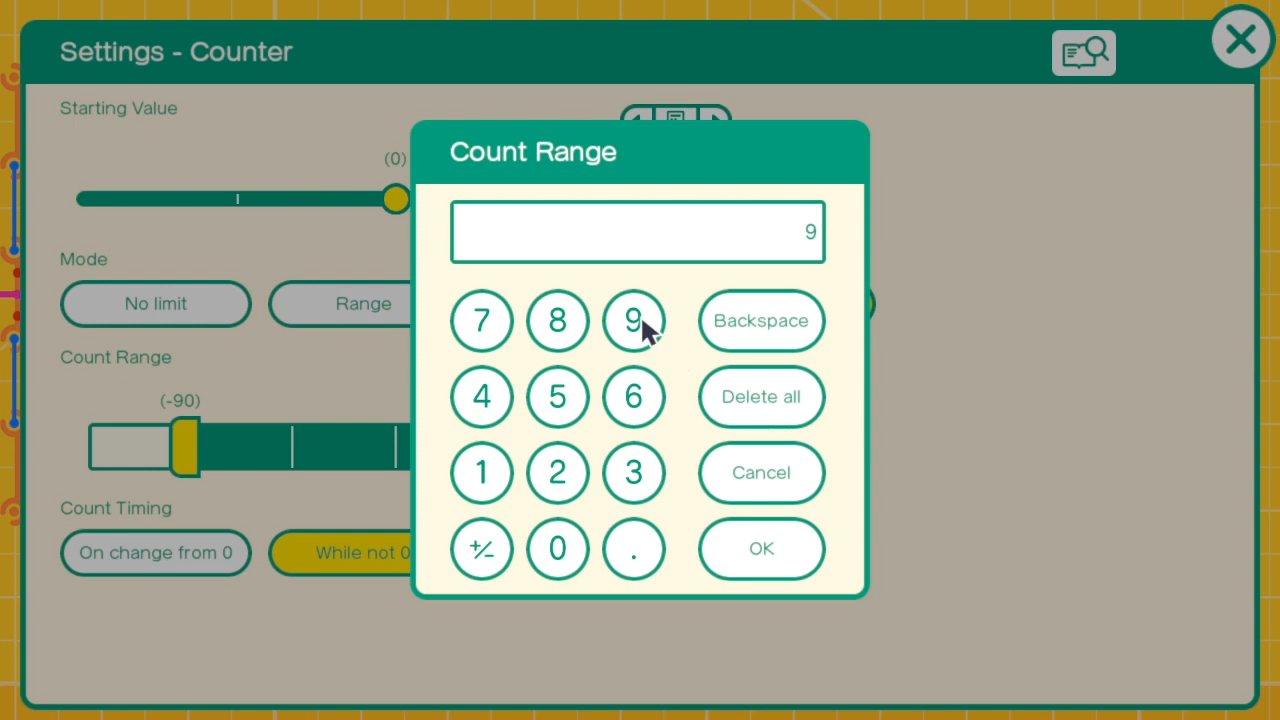 Settings - Counter
Starting Value
(0)
Mode
No limit
Range
Count Range
(-90)
Count Timing
On change from 0
While not 0
Count Range
9
7 8 9 Backspace
4 5 6 Delete all
1 2 3 Cancel
+/- 0 . OK